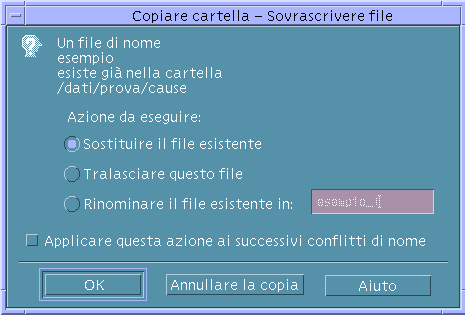 Copiare cartella – Sovrascrivere file
Un file di nome
esempio
esiste già nella cartella
/dati/prova/cause
Azione da eseguire:
Sostituire il file esistente
Tralasciare questo file
Rinominare il file esistente in:
esempio_1
Applicare questa azione ai successivi conflitti di nome
OK
Annullare la copia
Aiuto